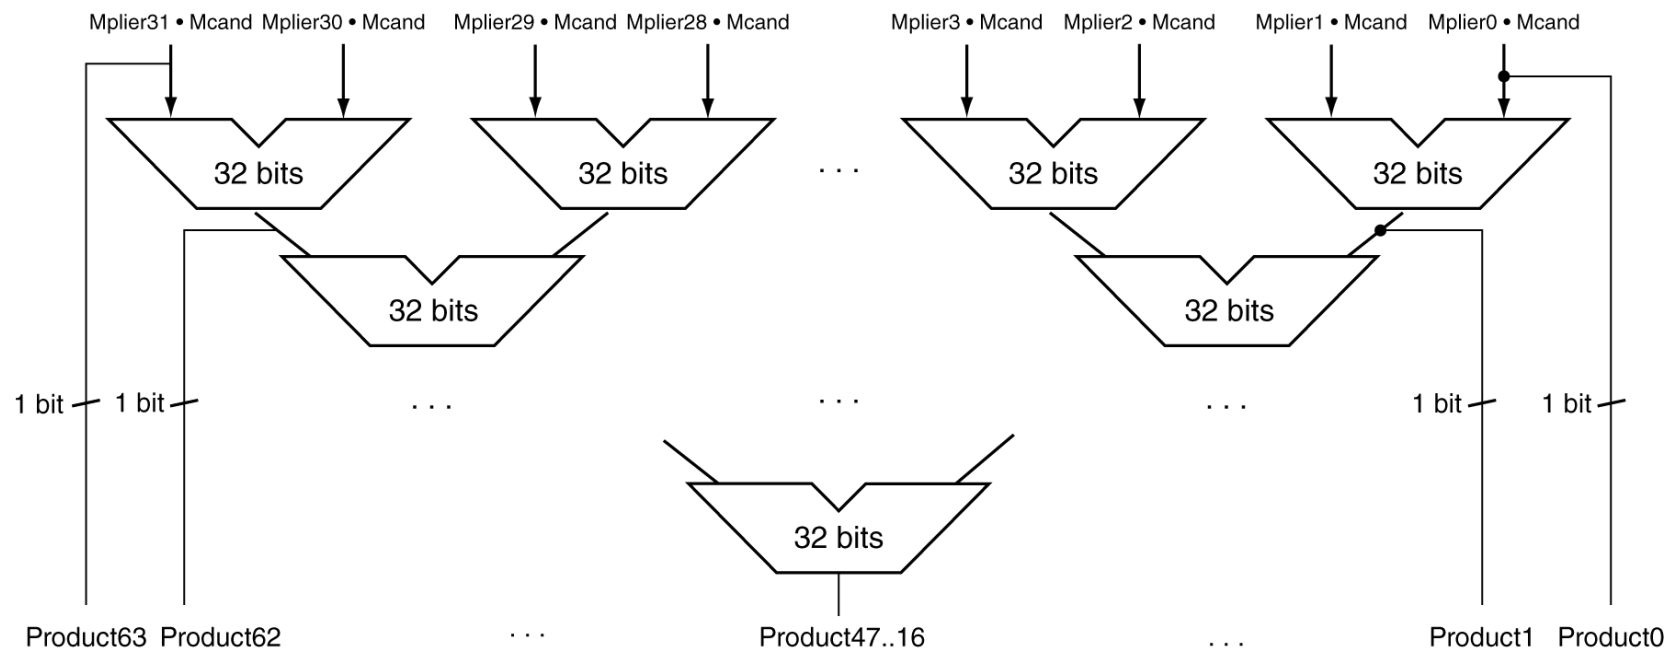 Mplier31 • Mcand Mplier30 • Mcand Mplier29 • Mcand Mplier28 • Mcand Mplier3 • Mcand Mplier2 • Mcand Mplier1 • Mcand Mplier0 • Mcand
32 bits 32 bits . . . 32 bits 32 bits
32 bits 32 bits
1 bit 1 bit . . . . . . . . . 1 bit 1 bit
32 bits
Product63 Product62 . . . Product47..16 . . . Product1 Product0